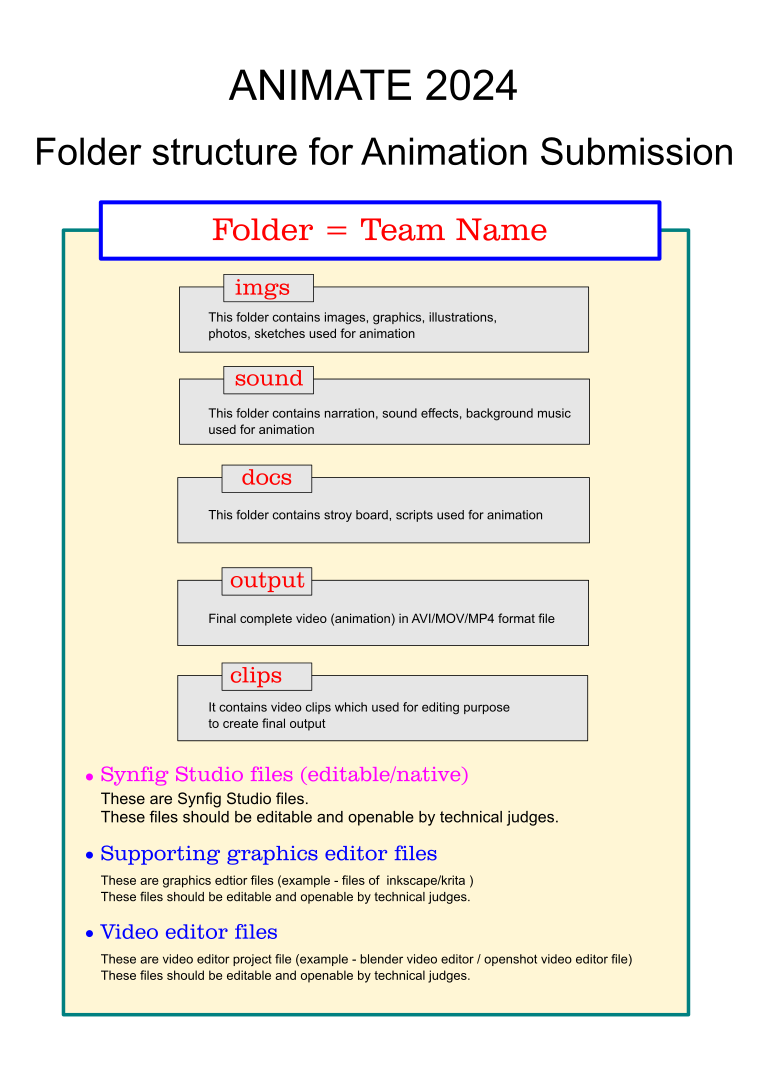 ANIMATE 2024
Folder structure for Animation Submission
Folder = Team Name
imgs
This folder contains images, graphics, illustrations,
photos, sketches used for animation
sound
This folder contains narration, sound effects, background music
used for animation
docs
This folder contains stroy board, scripts used for animation
output
Final complete video (animation) in AVI/MOV/MP4 format file
clips
It contains video clips which used for editing purpose
to create final output
• Synfig Studio files (editable/native)
These are Synfig Studio files.
These files should be editable and openable by technical judges.
• Supporting graphics editor files
These are graphics edtior files (example - files of  inkscape/krita )
These files should be editable and openable by technical judges.
• Video editor files
These are video editor project file (example - blender video editor / openshot video editor file)
These files should be editable and openable by technical judges.